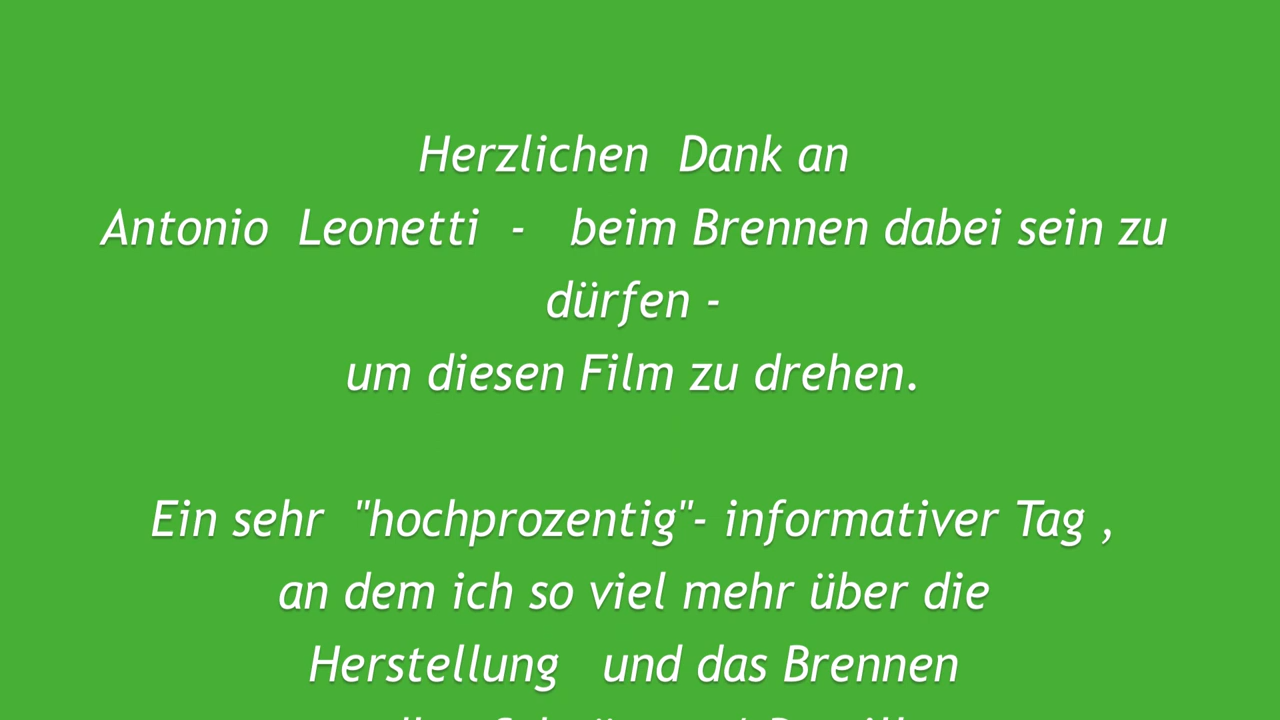 Herzlichen Dank an
Antonio Leonetti - beim Brennen dabei sein zu
dürfen -
um diesen Film zu drehen.
Ein sehr "hochprozentig"- informativer Tag ,
an dem ich so viel mehr über die
Herstellung und das Brennen